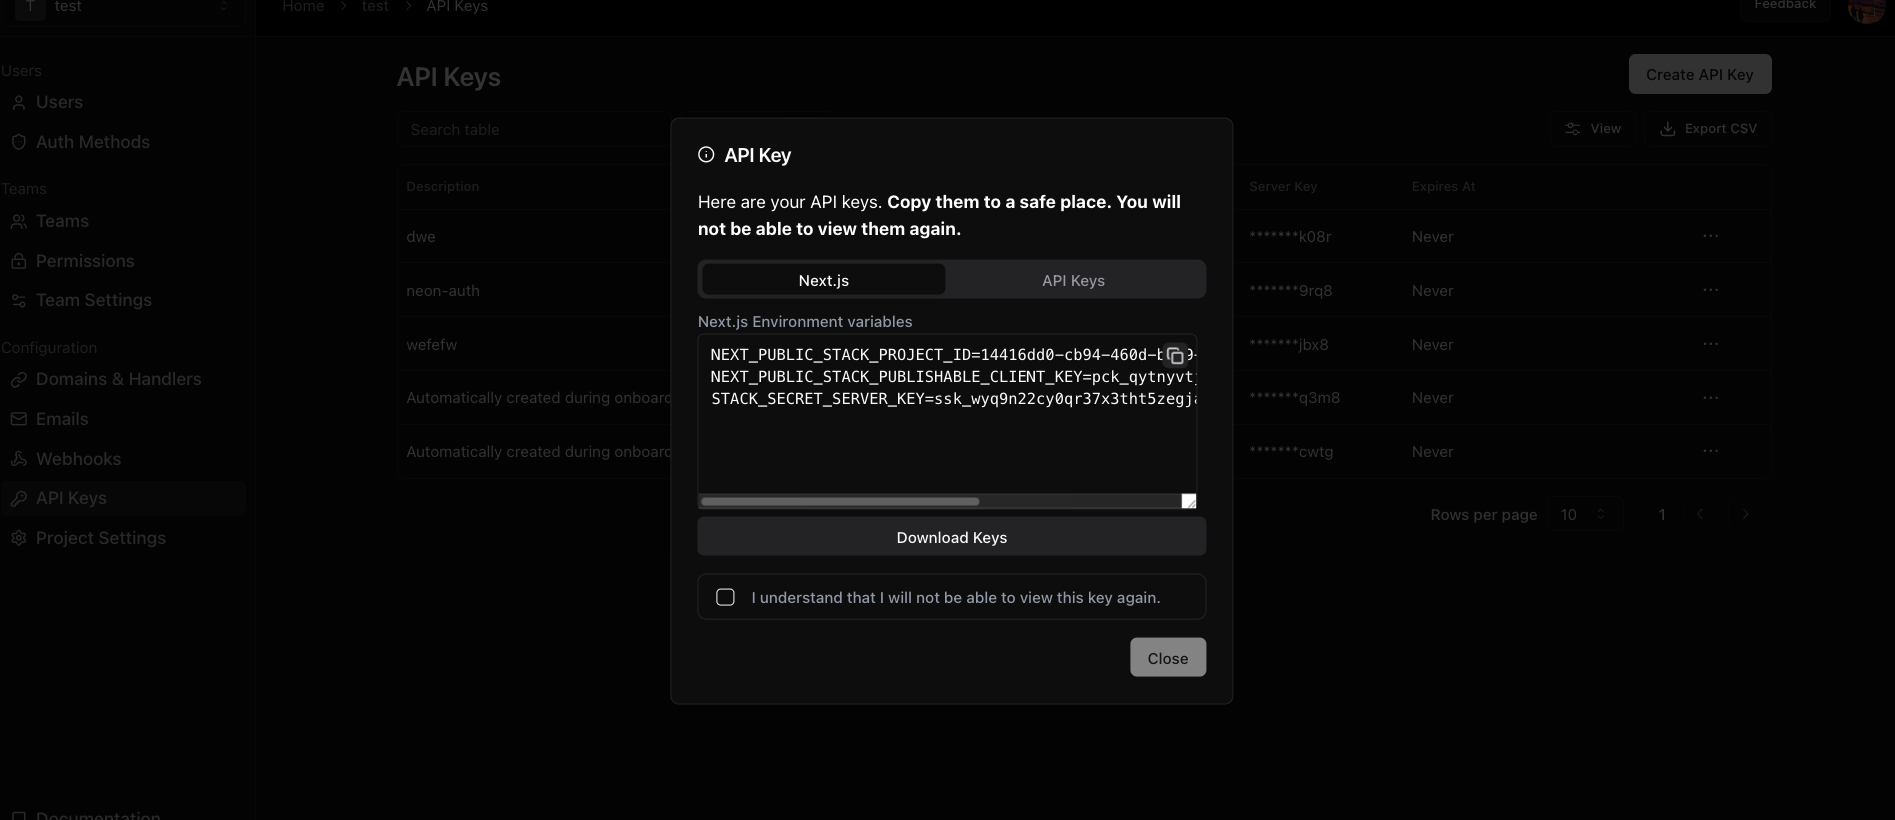 T test
Home > test > API Keys
Feedback
Users
Users
Auth Methods
Teams
Teams
Permissions
Team Settings
Configuration
Domains & Handlers
Emails
Webhooks
API Keys
Project Settings
Documentation
API Keys
Create API Key
Search table
View
Export CSV
Description
Server Key
Expires At
dwe
*******k08r
Never
neon-auth
*******9rq8
Never
wefefw
*******jbx8
Never
Automatically created during onboard
*******q3m8
Never
Automatically created during onboard
*******cwtg
Never
Rows per page
10
1
API Key
Here are your API keys. Copy them to a safe place. You will
not be able to view them again.
Next.js
API Keys
Next.js Environment variables
NEXT_PUBLIC_STACK_PROJECT_ID=14416dd0-cb94-460d-b
NEXT_PUBLIC_STACK_PUBLISHABLE_CLIENT_KEY=pck_qytnyvt
STACK_SECRET_SERVER_KEY=ssk_wyq9n22cy0qr37x3tht5zegj
Download Keys
I understand that I will not be able to view this key again.
Close